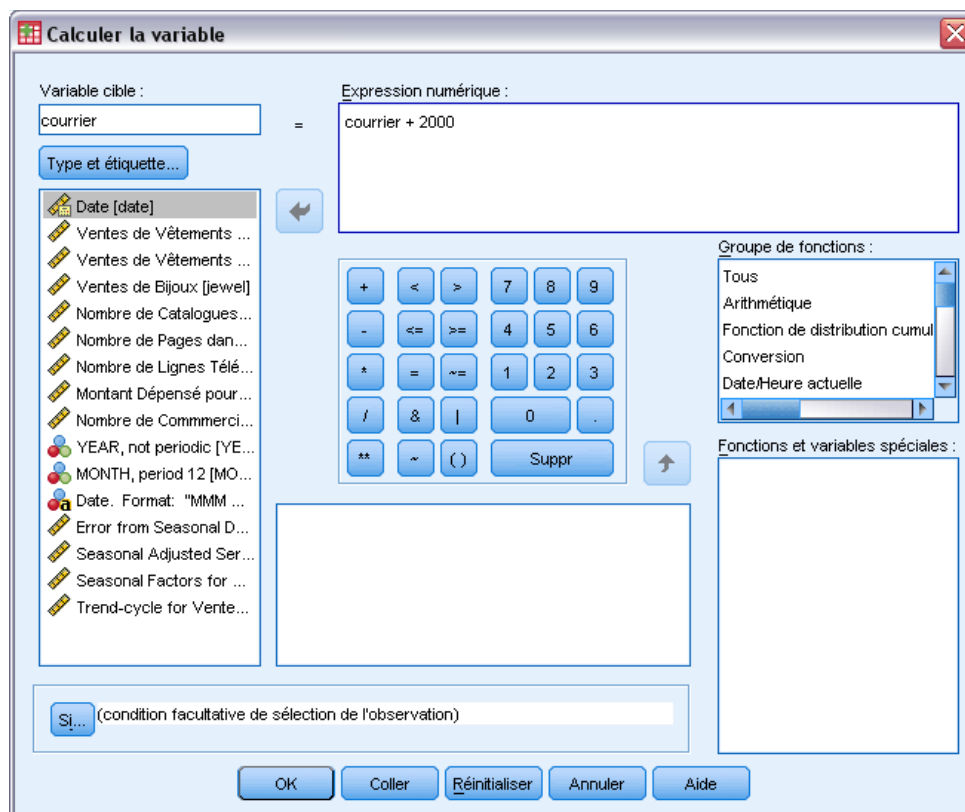 Calculer la variable
Variable cible :
courrier
=
Expression numérique :
courrier + 2000
Type et étiquette...
Date [date]
Ventes de Vêtements ...
Ventes de Vêtements ...
Ventes de Bijoux [jewel]
Nombre de Catalogues...
Nombre de Pages dan...
Nombre de Lignes Télé...
Montant Dépensé pour...
Nombre de Commmerci...
YEAR, not periodic [YE...
MONTH, period 12 [MO...
a Date. Format: "MMM ...
Error from Seasonal D...
Seasonal Adjusted Ser...
Seasonal Factors for ...
Trend-cycle for Vente...
+ < > 7 8 9
- <= >= 4 5 6
* = ~= 1 2 3
/ & | 0 .
** ~ ( ) Suppr
Groupe de fonctions :
Tous
Arithmétique
Fonction de distribution cumul
Conversion
Date/Heure actuelle
Fonctions et variables spéciales :
Si... (condition facultative de sélection de l'observation)
OK Coller Réinitialiser Annuler Aide